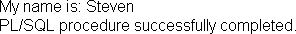 My name is: Steven
PL/SQL procedure successfully completed.